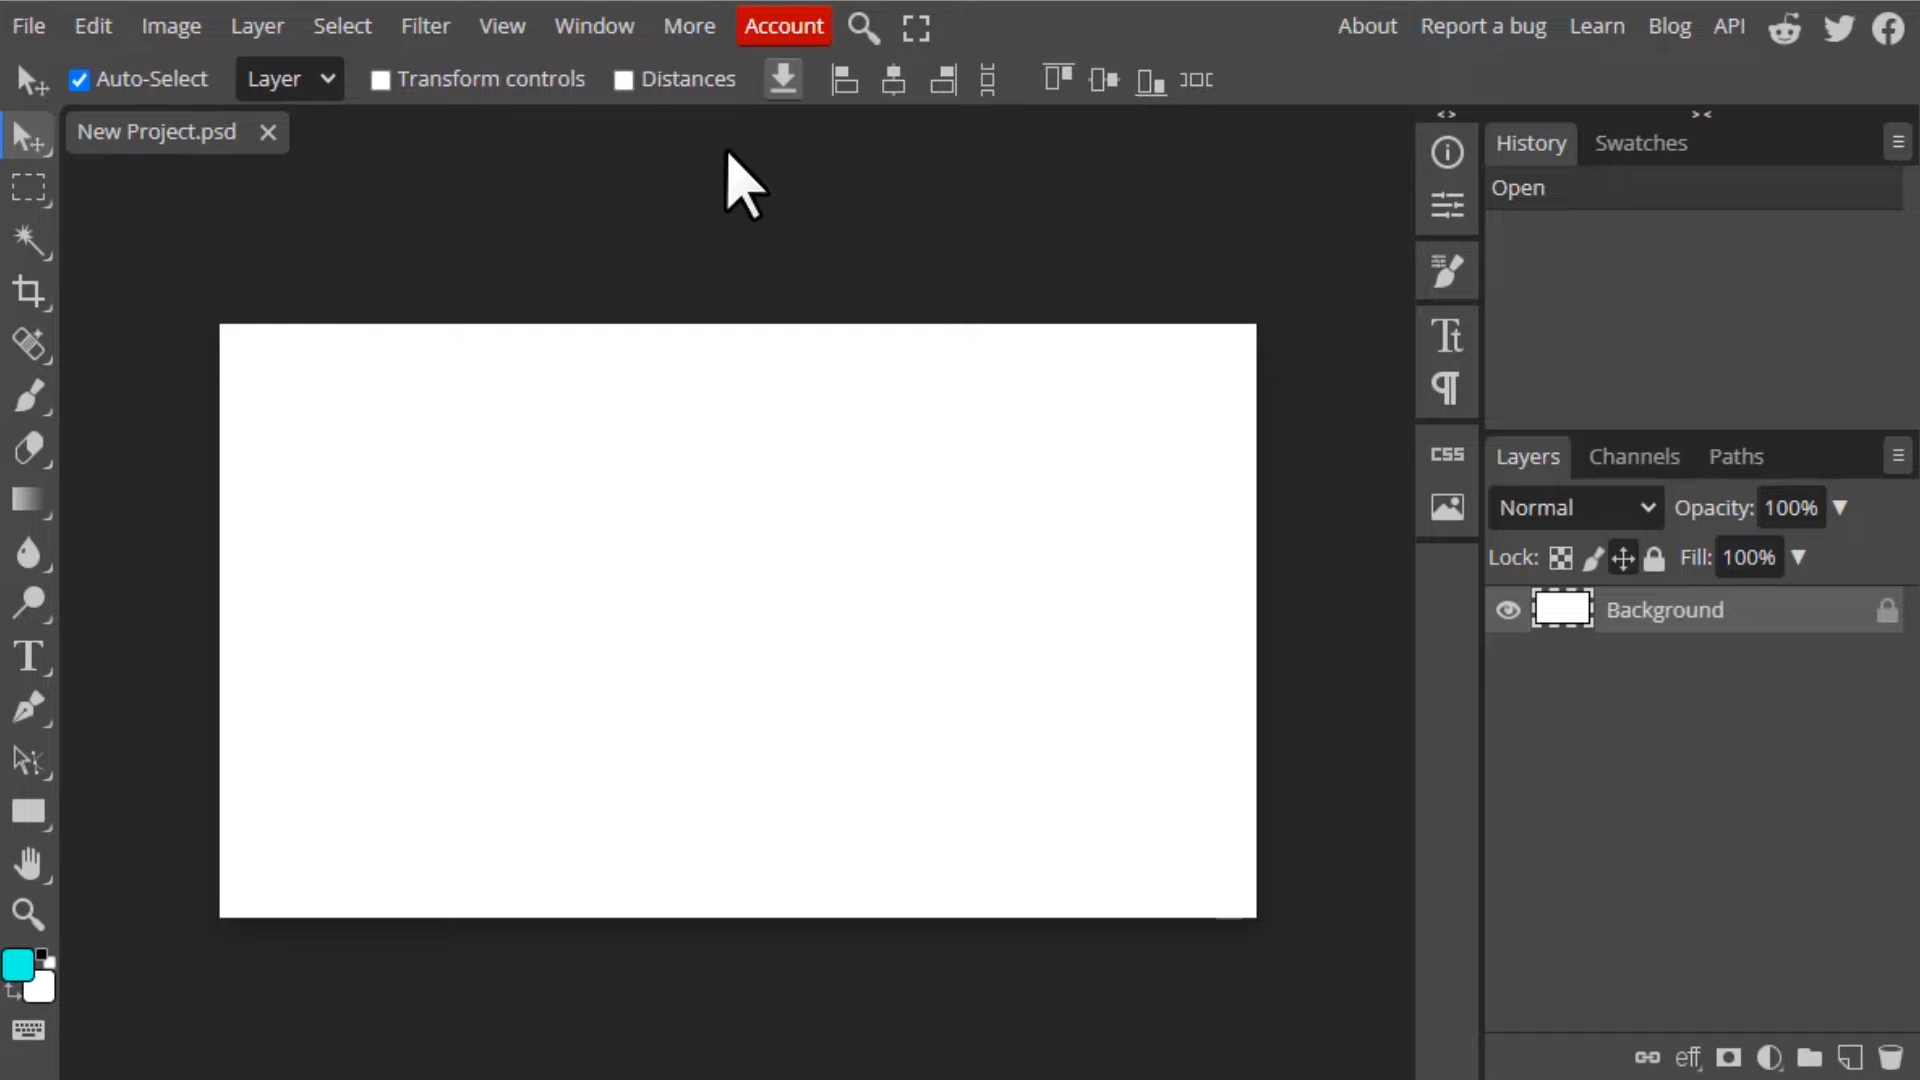 File Edit Image Layer Select Filter View Window More Account About Report a bug Learn Blog API
Auto-Select Layer Transform controls Distances
New Project.psd
History Swatches
Open
Tt
CSS
Layers Channels Paths
Normal Opacity: 100%
Lock: Fill: 100%
Background
T
eff